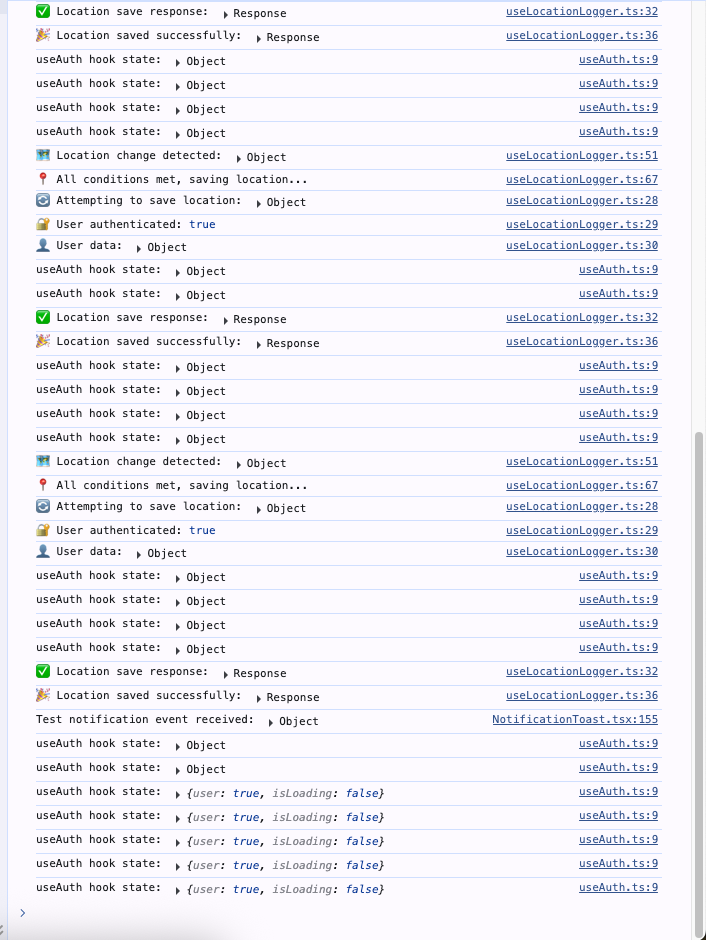 ✅ Location save response: ▶ Response useLocationLogger.ts:32
🎉 Location saved successfully: ▶ Response useLocationLogger.ts:36
useAuth hook state: ▶ Object useAuth.ts:9
useAuth hook state: ▶ Object useAuth.ts:9
useAuth hook state: ▶ Object useAuth.ts:9
useAuth hook state: ▶ Object useAuth.ts:9
🗺️ Location change detected: ▶ Object useLocationLogger.ts:51
📍 All conditions met, saving location... useLocationLogger.ts:67
🔄 Attempting to save location: ▶ Object useLocationLogger.ts:28
🔐 User authenticated: true useLocationLogger.ts:29
👤 User data: ▶ Object useLocationLogger.ts:30
useAuth hook state: ▶ Object useAuth.ts:9
useAuth hook state: ▶ Object useAuth.ts:9
✅ Location save response: ▶ Response useLocationLogger.ts:32
🎉 Location saved successfully: ▶ Response useLocationLogger.ts:36
useAuth hook state: ▶ Object useAuth.ts:9
useAuth hook state: ▶ Object useAuth.ts:9
useAuth hook state: ▶ Object useAuth.ts:9
useAuth hook state: ▶ Object useAuth.ts:9
🗺️ Location change detected: ▶ Object useLocationLogger.ts:51
📍 All conditions met, saving location... useLocationLogger.ts:67
🔄 Attempting to save location: ▶ Object useLocationLogger.ts:28
🔐 User authenticated: true useLocationLogger.ts:29
👤 User data: ▶ Object useLocationLogger.ts:30
useAuth hook state: ▶ Object useAuth.ts:9
useAuth hook state: ▶ Object useAuth.ts:9
useAuth hook state: ▶ Object useAuth.ts:9
useAuth hook state: ▶ Object useAuth.ts:9
✅ Location save response: ▶ Response useLocationLogger.ts:32
🎉 Location saved successfully: ▶ Response useLocationLogger.ts:36
Test notification event received: ▶ Object NotificationToast.tsx:155
useAuth hook state: ▶ Object useAuth.ts:9
useAuth hook state: ▶ Object useAuth.ts:9
useAuth hook state: ▶ {user: true, isLoading: false} useAuth.ts:9
useAuth hook state: ▶ {user: true, isLoading: false} useAuth.ts:9
useAuth hook state: ▶ {user: true, isLoading: false} useAuth.ts:9
useAuth hook state: ▶ {user: true, isLoading: false} useAuth.ts:9
useAuth hook state: ▶ {user: true, isLoading: false} useAuth.ts:9
>